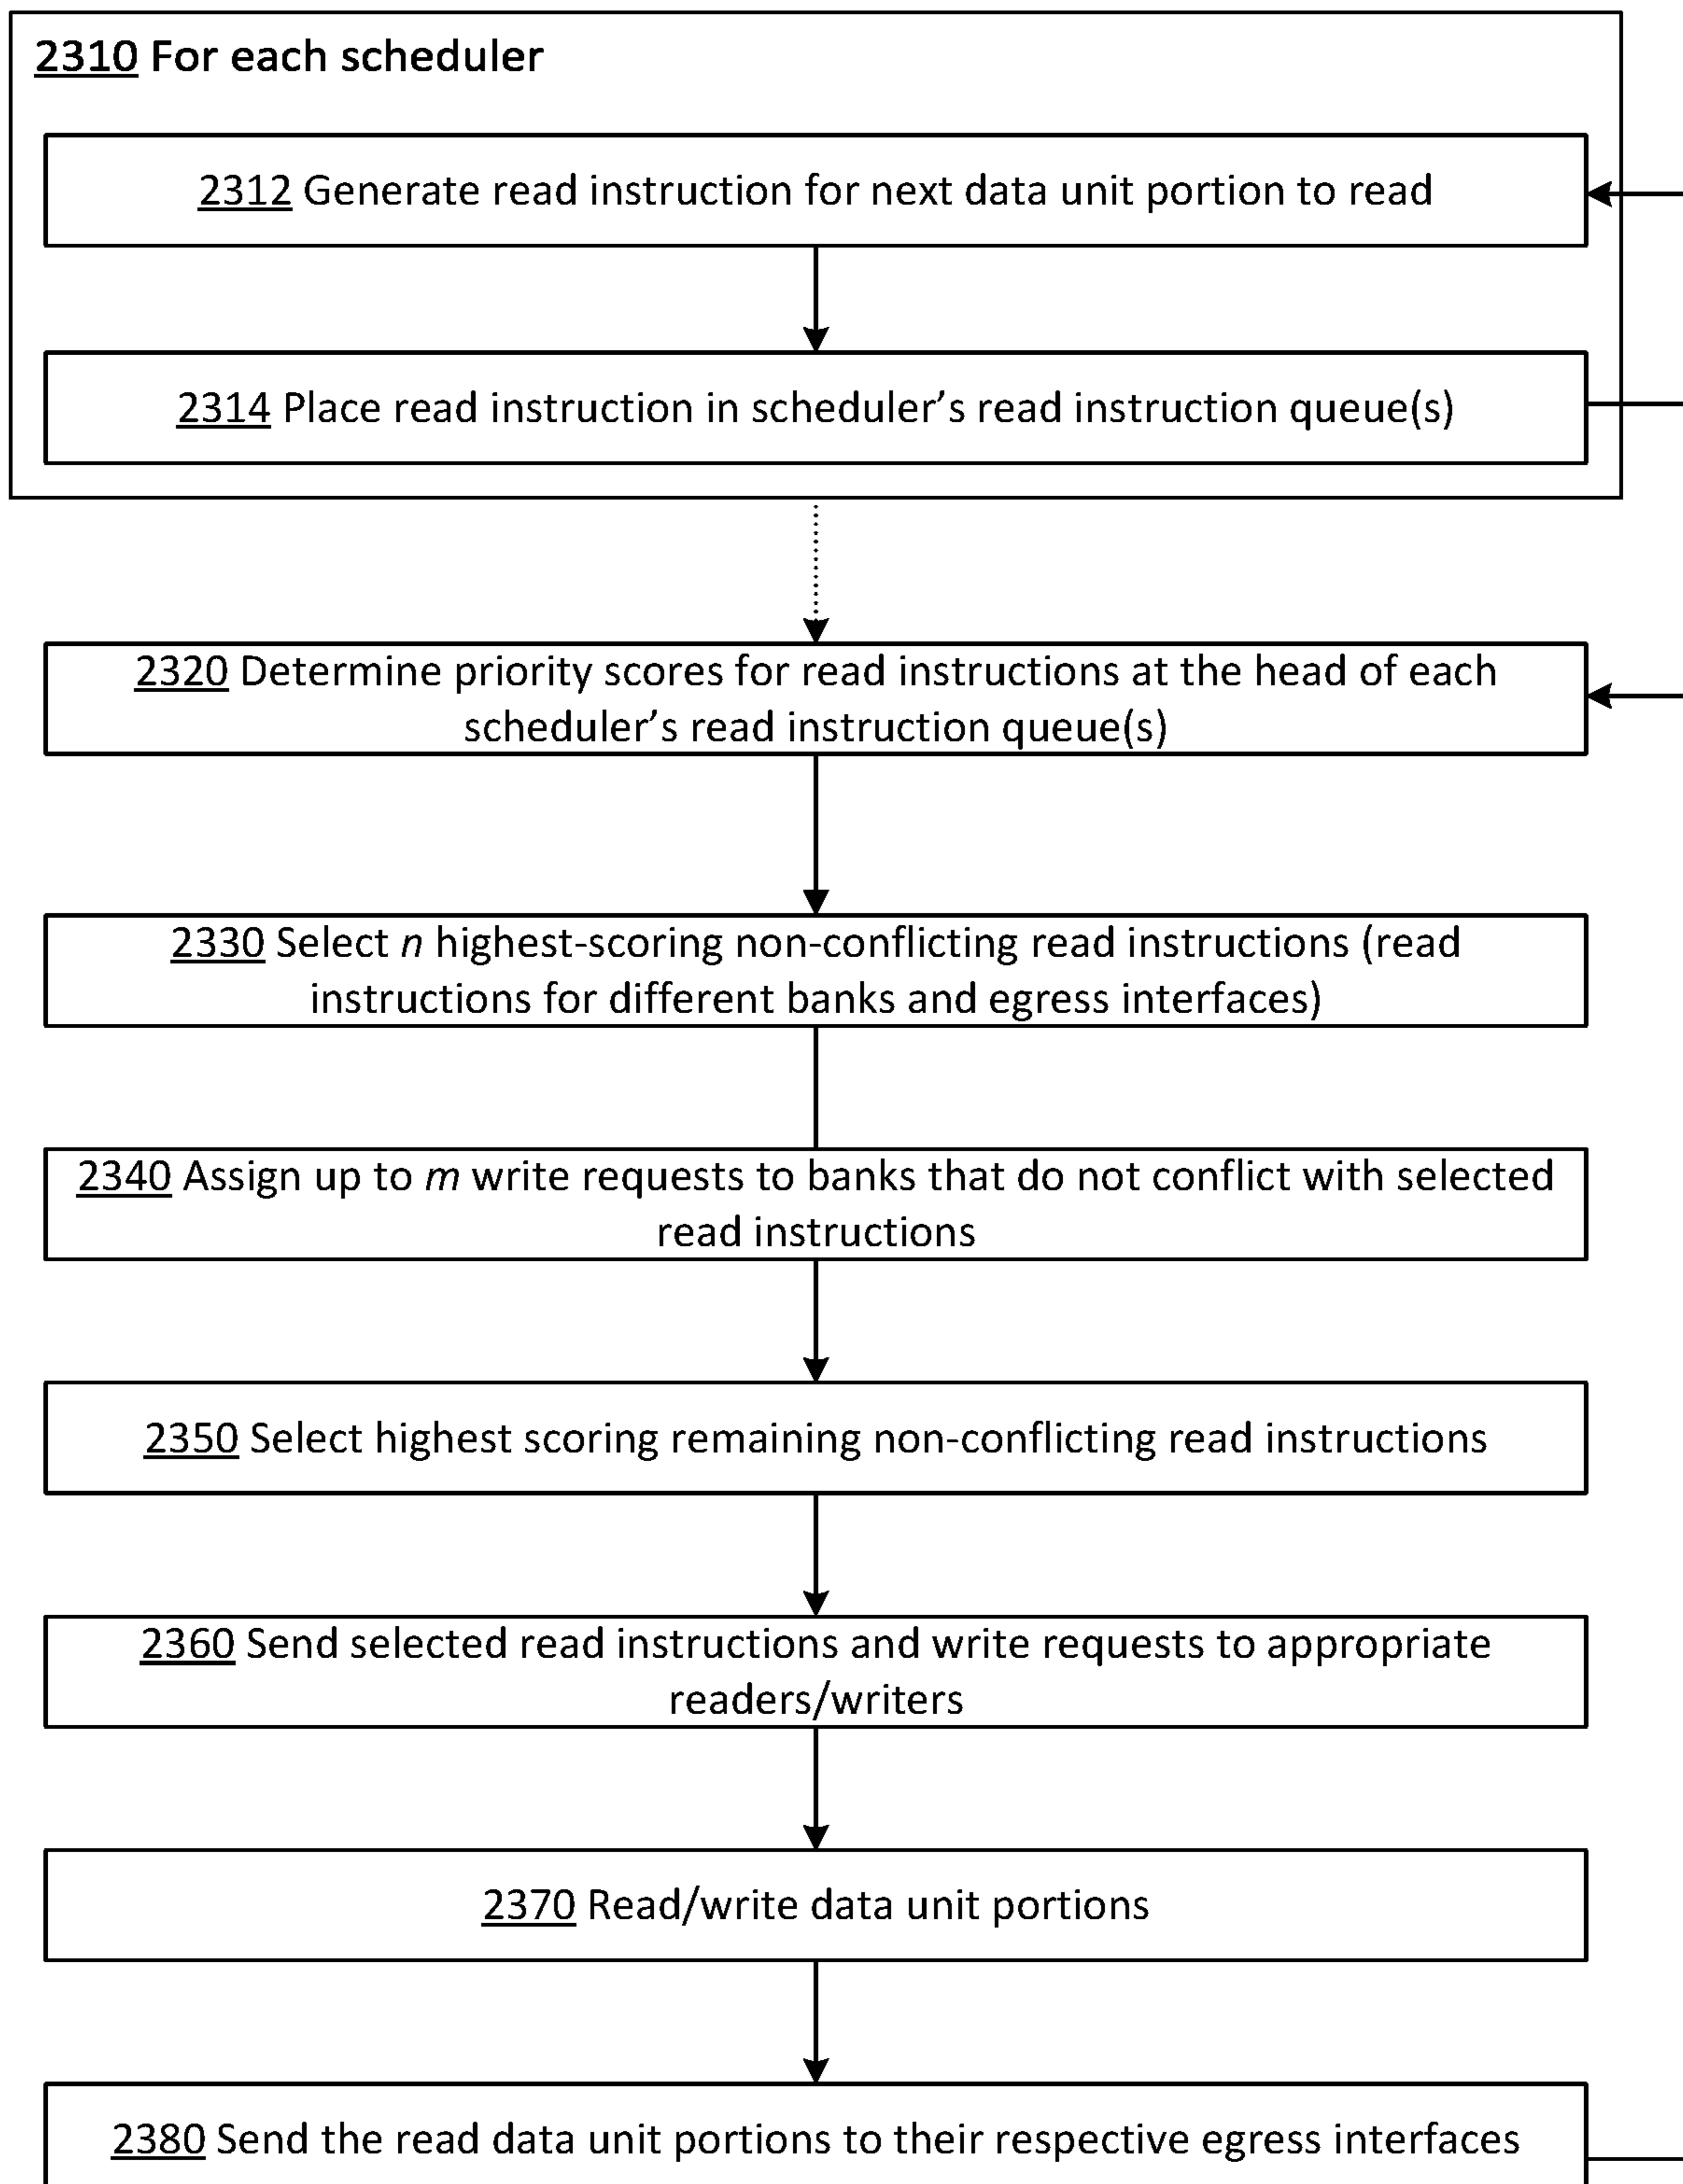 2310 For each scheduler
2312 Generate read instruction for next data unit portion to read
2314 Place read instruction in scheduler’s read instruction queue(s)
2320 Determine priority scores for read instructions at the head of each
scheduler’s read instruction queue(s)
2330 Select n highest-scoring non-conflicting read instructions (read
instructions for different banks and egress interfaces)
2340 Assign up to m write requests to banks that do not conflict with selected
read instructions
2350 Select highest scoring remaining non-conflicting read instructions
2360 Send selected read instructions and write requests to appropriate
readers/writers
2370 Read/write data unit portions
2380 Send the read data unit portions to their respective egress interfaces